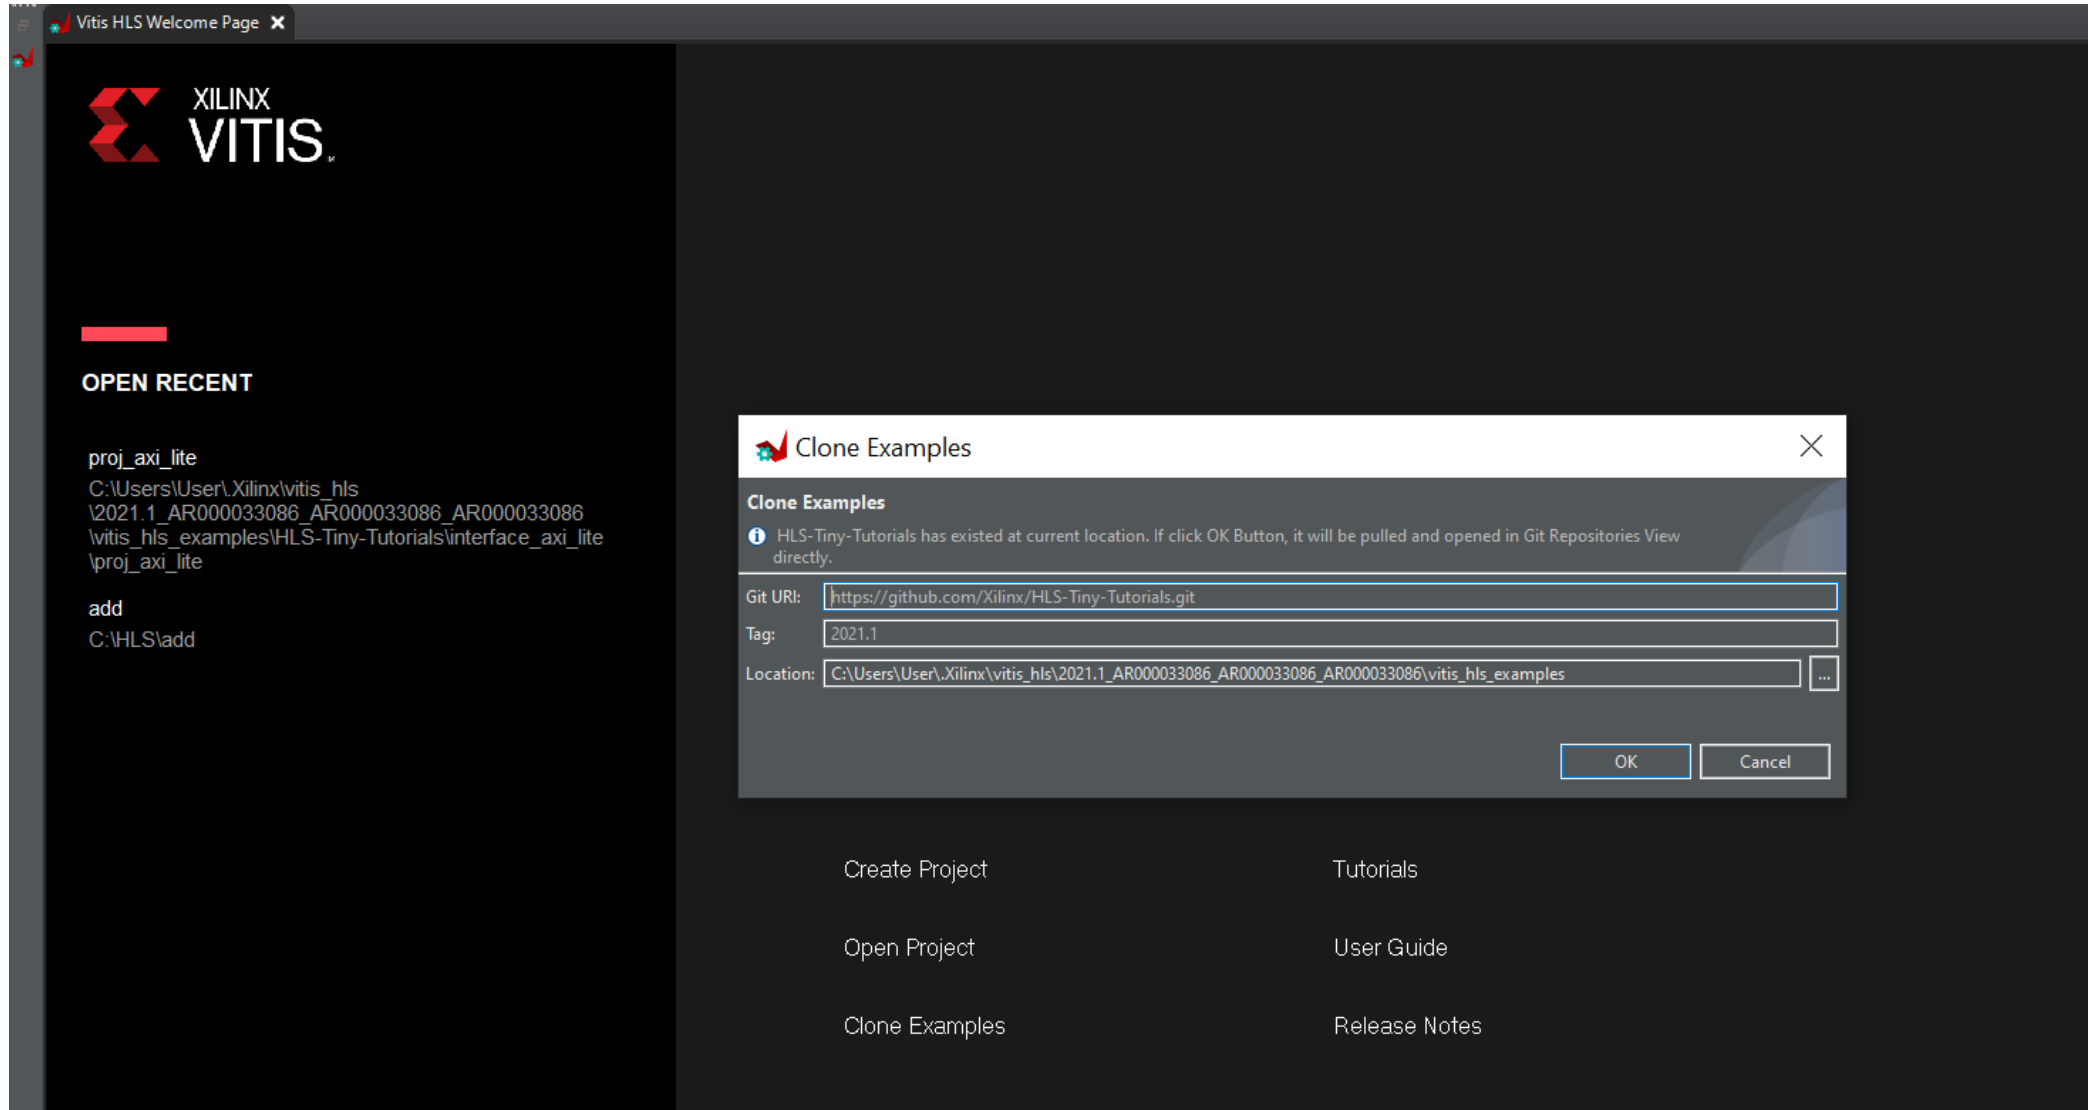 Vitis HLS Welcome Page
XILINX
VITIS
OPEN RECENT
proj_axi_lite
C:\Users\User\.Xilinx\vitis_hls
\2021.1_AR000033086_AR000033086_AR000033086
\vitis_hls_examples\HLS-Tiny-Tutorials\interface_axi_lite
\proj_axi_lite
add
C:\HLS\add
Clone Examples
Clone Examples
HLS-Tiny-Tutorials has existed at current location. If click OK Button, it will be pulled and opened in Git Repositories View
directly.
Git URI: https://github.com/Xilinx/HLS-Tiny-Tutorials.git
Tag: 2021.1
Location: C:\Users\User\.Xilinx\vitis_hls\2021.1_AR000033086_AR000033086_AR000033086\vitis_hls_examples ...
OK Cancel
Create Project Tutorials
Open Project User Guide
Clone Examples Release Notes